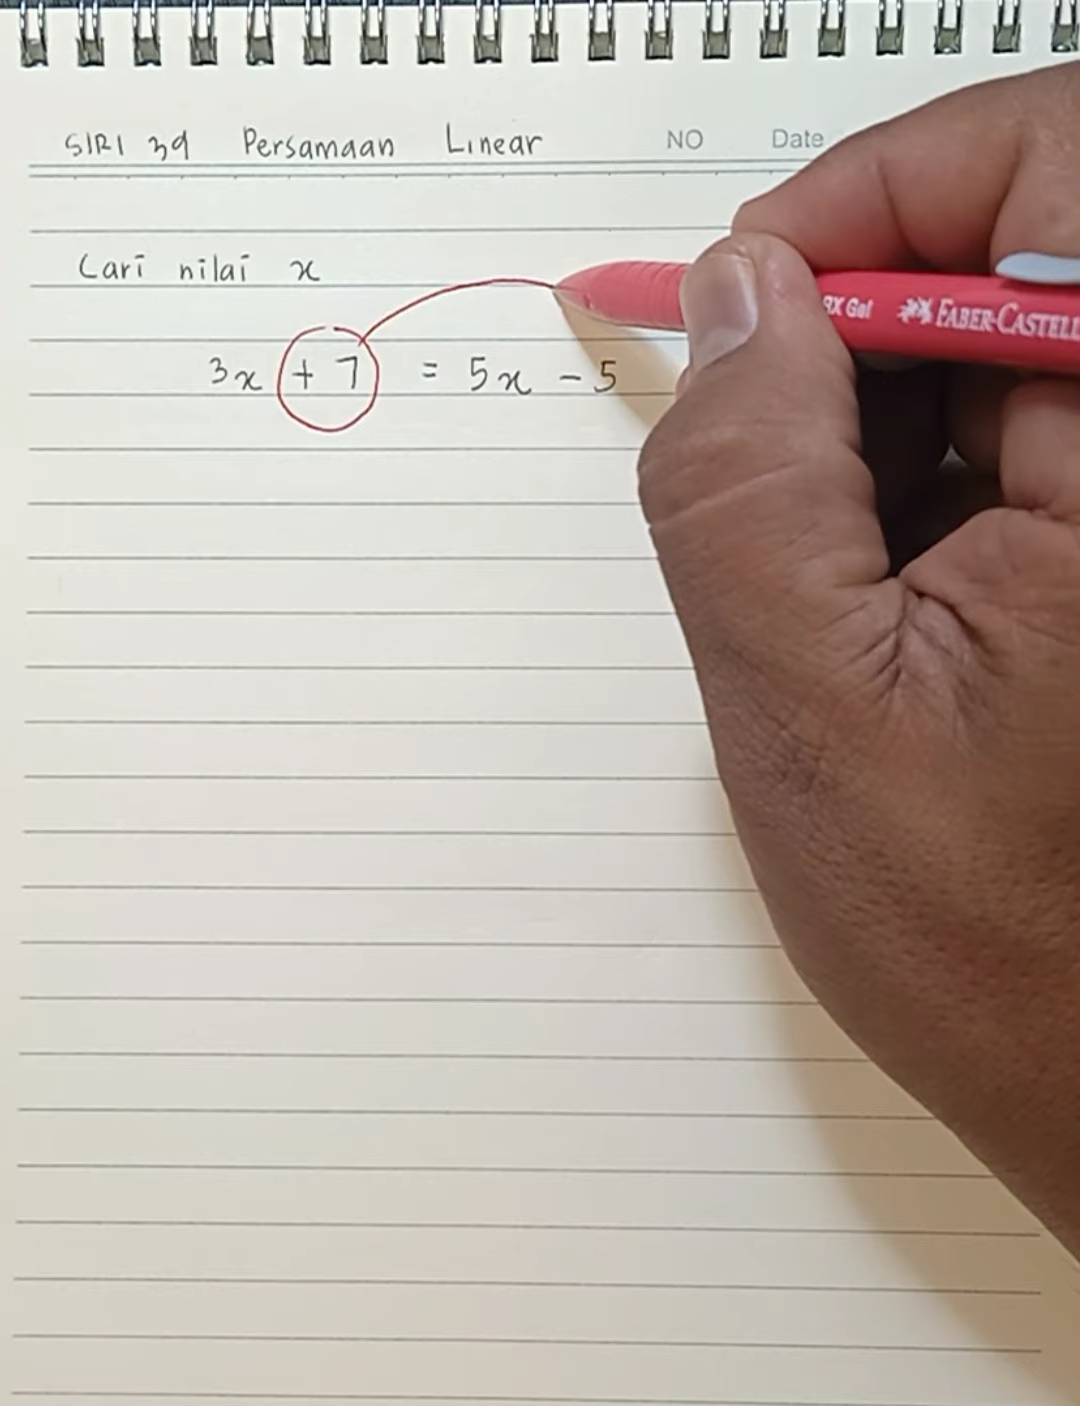 SIRI 39 Persamaan Linear NO Date
Cari nilai x
RX Gel FABER-CASTELL
3x + 7 = 5x - 5